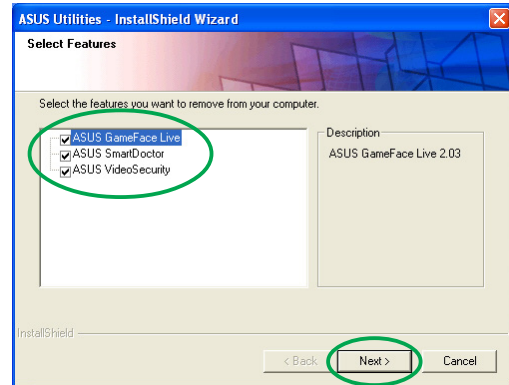 ASUS Utilities - InstallShield Wizard
Select Features
Select the features you want to remove from your computer.
ASUS GameFace Live
ASUS SmartDoctor
ASUS VideoSecurity
Description
ASUS GameFace Live 2.03
InstallShield
< Back
Next >
Cancel